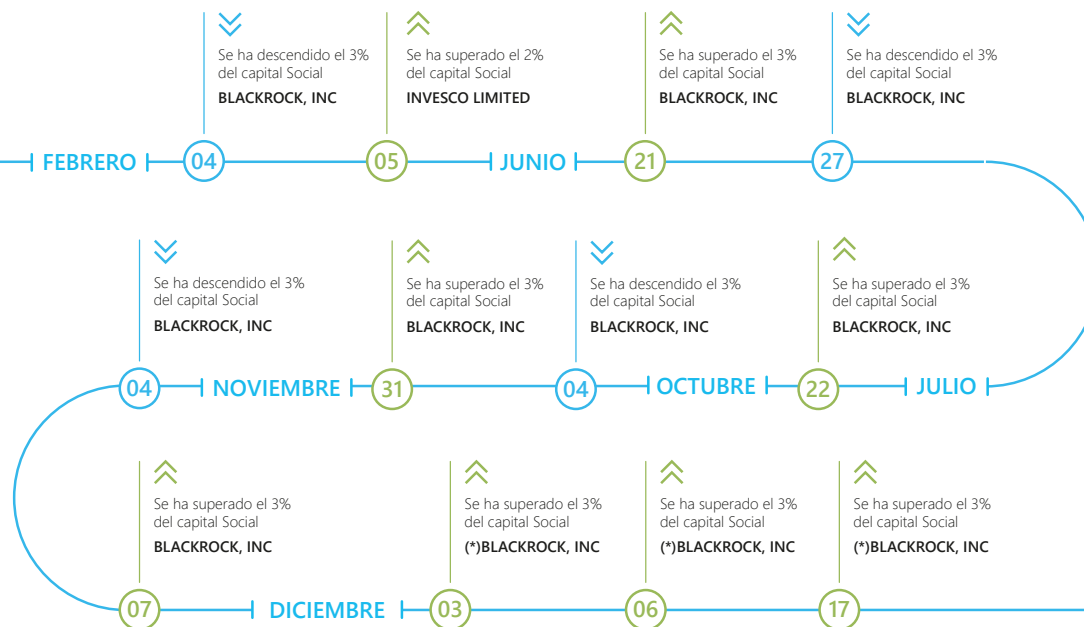 Se ha descendido el 3%
del capital Social
BLACKROCK, INC
Se ha superado el 2%
del capital Social
INVESCO LIMITED
Se ha superado el 3%
del capital Social
BLACKROCK, INC
Se ha descendido el 3%
del capital Social
BLACKROCK, INC
FEBRERO
04
05
JUNIO
21
27
Se ha descendido el 3%
del capital Social
BLACKROCK, INC
Se ha superado el 3%
del capital Social
BLACKROCK, INC
Se ha descendido el 3%
del capital Social
BLACKROCK, INC
Se ha superado el 3%
del capital Social
BLACKROCK, INC
04
NOVIEMBRE
31
04
OCTUBRE
22
JULIO
Se ha superado el 3%
del capital Social
BLACKROCK, INC
Se ha superado el 3%
del capital Social
(*)BLACKROCK, INC
Se ha superado el 3%
del capital Social
(*)BLACKROCK, INC
Se ha superado el 3%
del capital Social
(*)BLACKROCK, INC
07
DICIEMBRE
03
06
17